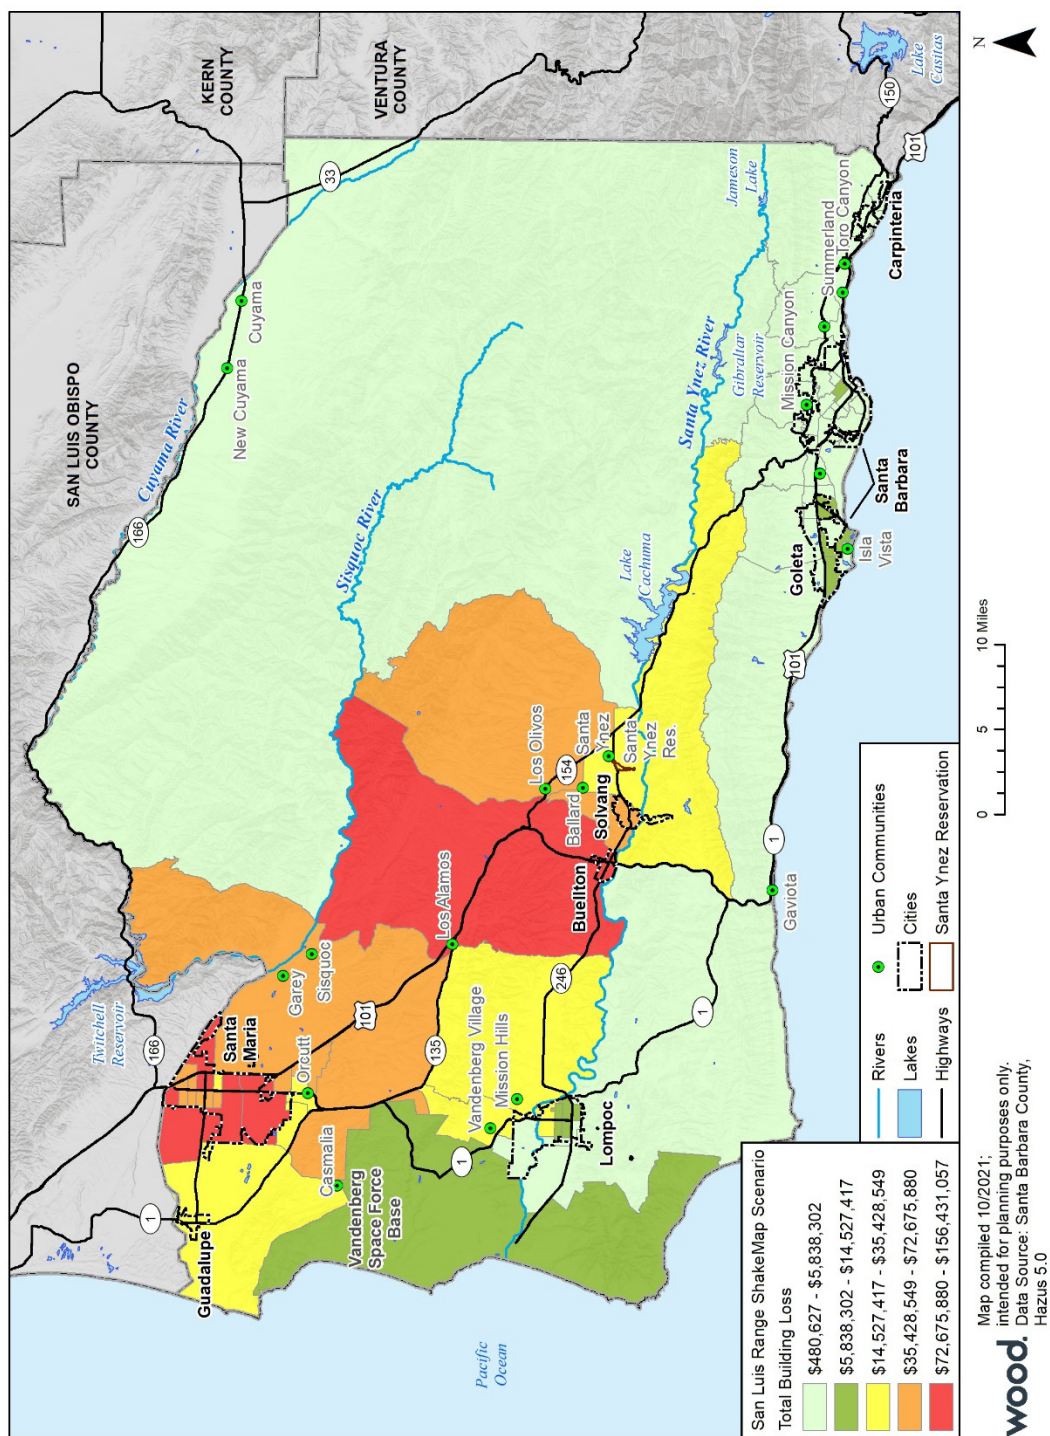 SAN LUIS OBISPO
COUNTY
KERN
COUNTY
VENTURA
COUNTY
Twitchell
Reservoir
166
166
Cuyama River
New Cuyama
Cuyama
33
Sisquoc River
1
Guadalupe
Santa
Maria
Garey
Sisquoc
Orcutt
Casmalia
101
135
Los Alamos
Vandenberg
Space Force
Base
Vandenberg Village
Mission Hills
1
246
Lompoc
1
Buellton
Solvang
Ballard
Los Olivos
154
Santa
Ynez
Santa
Ynez
Res.
Lake
Cachuma
Santa Ynez River
Gibraltar
Reservoir
Jameson
Lake
Gaviota
1
101
Goleta
Isla
Vista
Santa
Barbara
Mission Canyon
Summerland
Toro Canyon
Carpinteria
101
150
Lake
Casitas
Pacific
Ocean
San Luis Range ShakeMap Scenario
Total Building Loss
$480,627 - $5,838,302
$5,838,302 - $14,527,417
$14,527,417 - $35,428,549
$35,428,549 - $72,675,880
$72,675,880 - $156,431,057
Rivers
Lakes
Highways
Urban Communities
Cities
Santa Ynez Reservation
0 5 10 Miles
N
wood.
Map compiled 10/2021;
intended for planning purposes only.
Data Source: Santa Barbara County,
Hazus 5.0